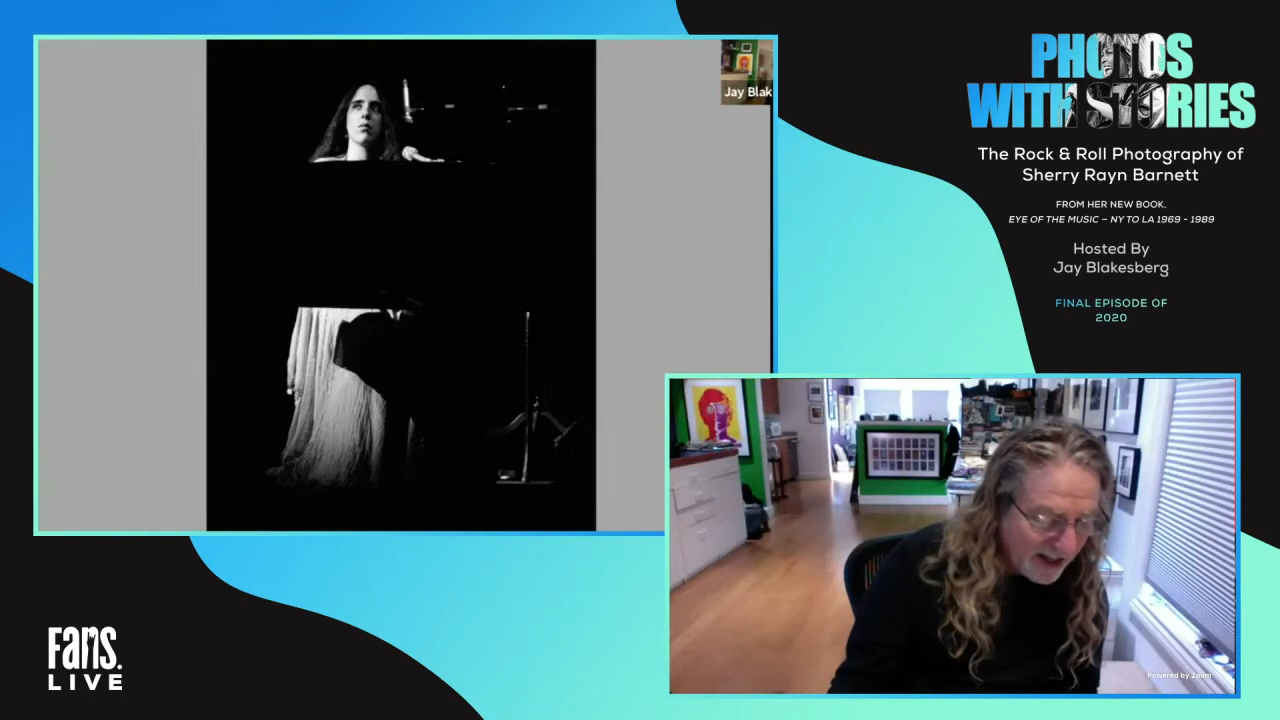 Jay Blak
PHOTOS
WITH STORIES
The Rock & Roll Photography of
Sherry Rayn Barnett
FROM HER NEW BOOK,
EYE OF THE MUSIC – NY TO LA 1969 - 1989
Hosted By
Jay Blakesberg
FINAL EPISODE OF
2020
Powered by Zoom
Fans.
LIVE